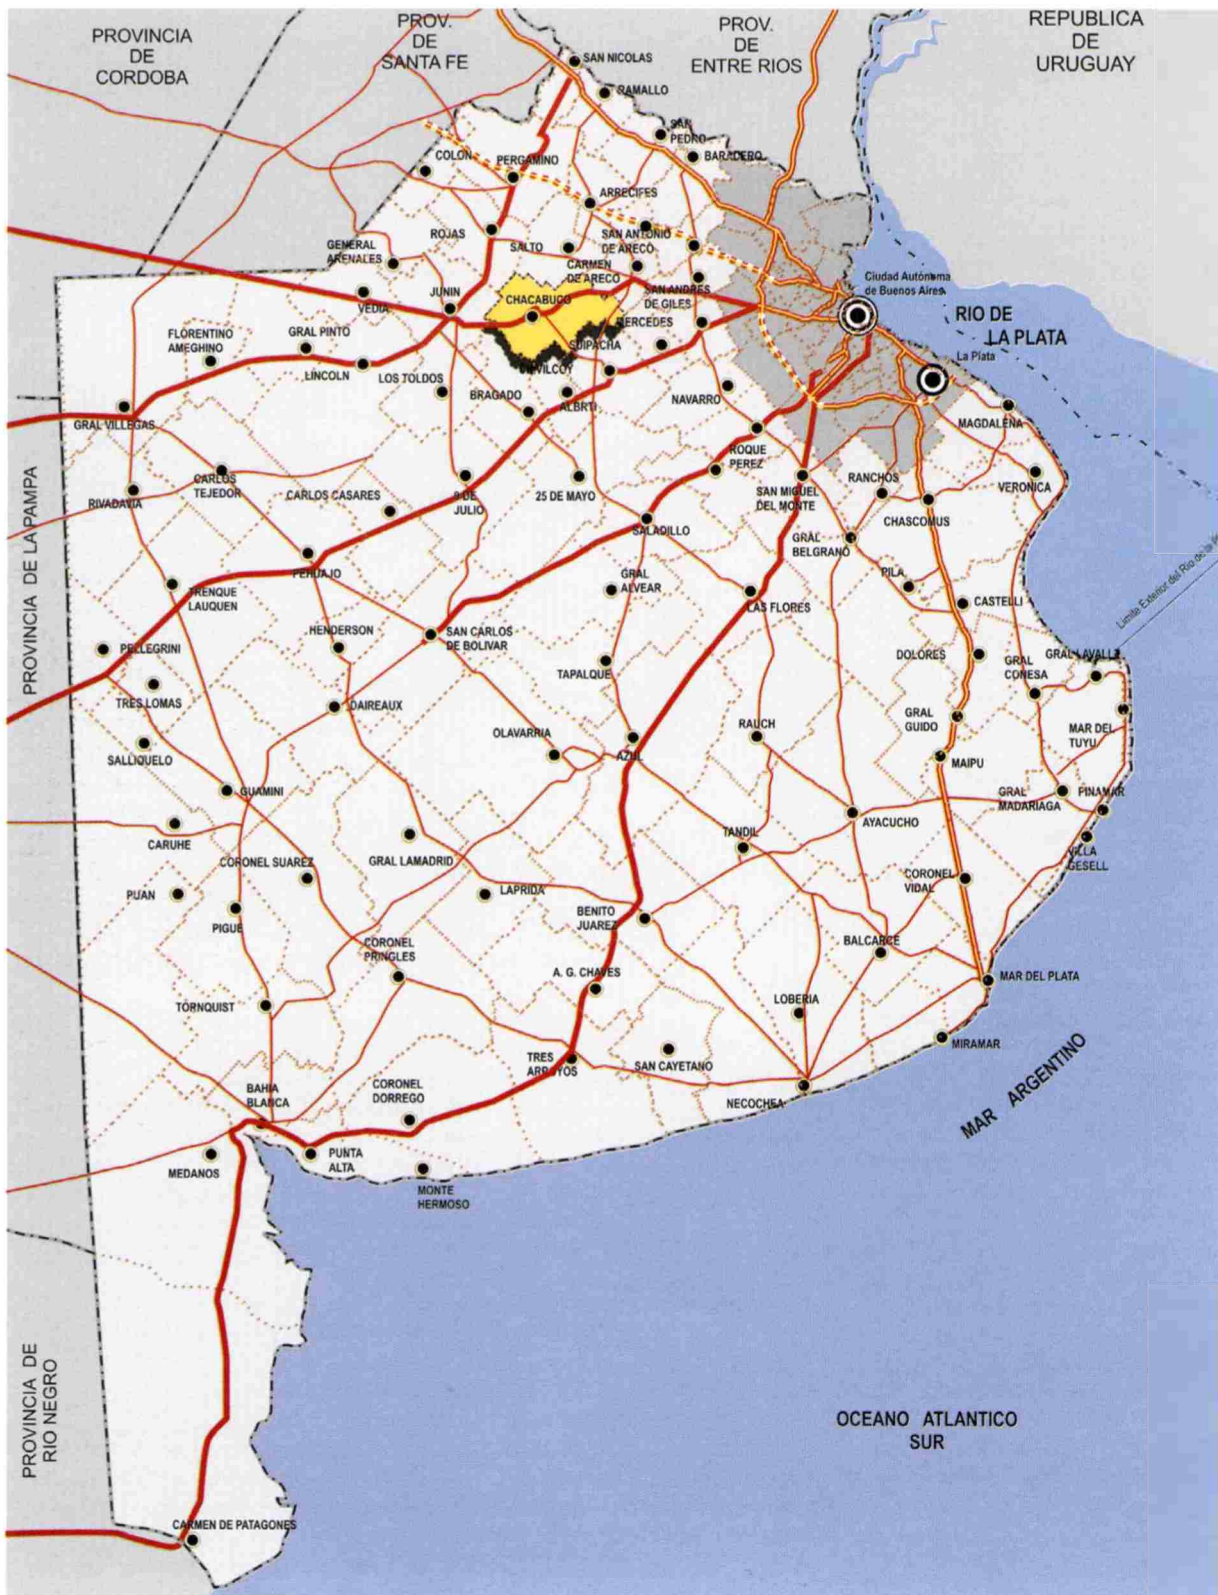 PROVINCIA
DE
CORDOBA
PROV.
DE
SANTA FE
PROV.
DE
ENTRE RIOS
REPUBLICA
DE
URUGUAY
SAN NICOLAS
RAMALLO
SAN
PEDRO
BARADERO
COLON
PERGAMINO
ARRECIFES
ROJAS
SALTO
SAN ANTONIO
DE ARECO
GENERAL
ARENALES
CARMEN
DE ARECO
VEDIA
JUNIN
CHACABUCO
SAN ANDRES
DE GILES
MERCEDES
SUIPACHA
Ciudad Autónoma
de Buenos Aires
RIO DE
LA PLATA
La Plata
FLORENTINO
AMEGHINO
GRAL PINTO
LINCOLN
LOS TOLDOS
BRAGADO
ALBRTI
NAVARRO
MAGDALENA
GRAL VILLEGAS
ROQUE
PEREZ
CARLOS
TEJEDOR
RIVADAVIA
CARLOS CASARES
9 DE
JULIO
25 DE MAYO
SAN MIGUEL
DEL MONTE
RANCHOS
VERONICA
CHASCOMUS
SALADILLO
GRAL
BELGRANO
PROVINCIA DE LA PAMPA
PEHUAJO
TRENQUE
LAUQUEN
GRAL
ALVEAR
LAS FLORES
PILA
CASTELLI
Limite Exterior del Rio de la
HENDERSON
SAN CARLOS
DE BOLIVAR
PELLEGRINI
TRES LOMAS
TAPALQUE
DOLORES
GRAL
CONESA
GRAL LAVALLE
DAIREAUX
SALLIQUELO
OLAVARRIA
AZUL
RAUCH
GRAL
GUIDO
MAR DEL
TUYU
MAIPU
GUAMINI
GRAL
MADARIAGA
PINAMAR
CARUHE
CORONEL SUAREZ
GRAL LAMADRID
TANDIL
AYACUCHO
VILLA
GESELL
PUAN
PIGUE
LAPRIDA
BENITO
JUAREZ
CORONEL
VIDAL
CORONEL
PRINGLES
BALCARCE
A. G. CHAVES
MAR DEL PLATA
TORNQUIST
LOBERIA
MIRAMAR
TRES
ARROYOS
SAN CAYETANO
MAR ARGENTINO
BAHIA
BLANCA
CORONEL
DORREGO
NECOCHEA
MEDANOS
PUNTA
ALTA
MONTE
HERMOSO
PROVINCIA DE
RIO NEGRO
OCEANO ATLANTICO
SUR
CARMEN DE PATAGONES